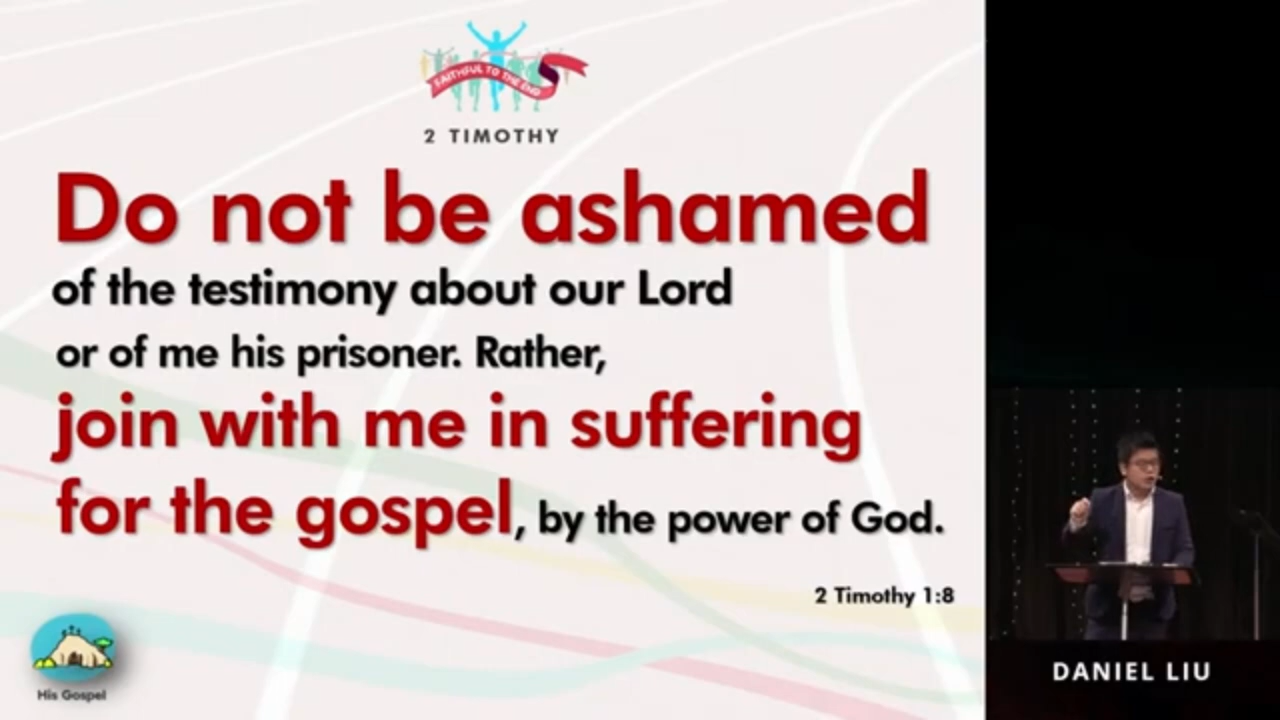 FAITHFUL TO THE END
2 TIMOTHY
Do not be ashamed
of the testimony about our Lord
or of me his prisoner. Rather,
join with me in suffering
for the gospel, by the power of God.
2 Timothy 1:8
His Gospel
DANIEL LIU